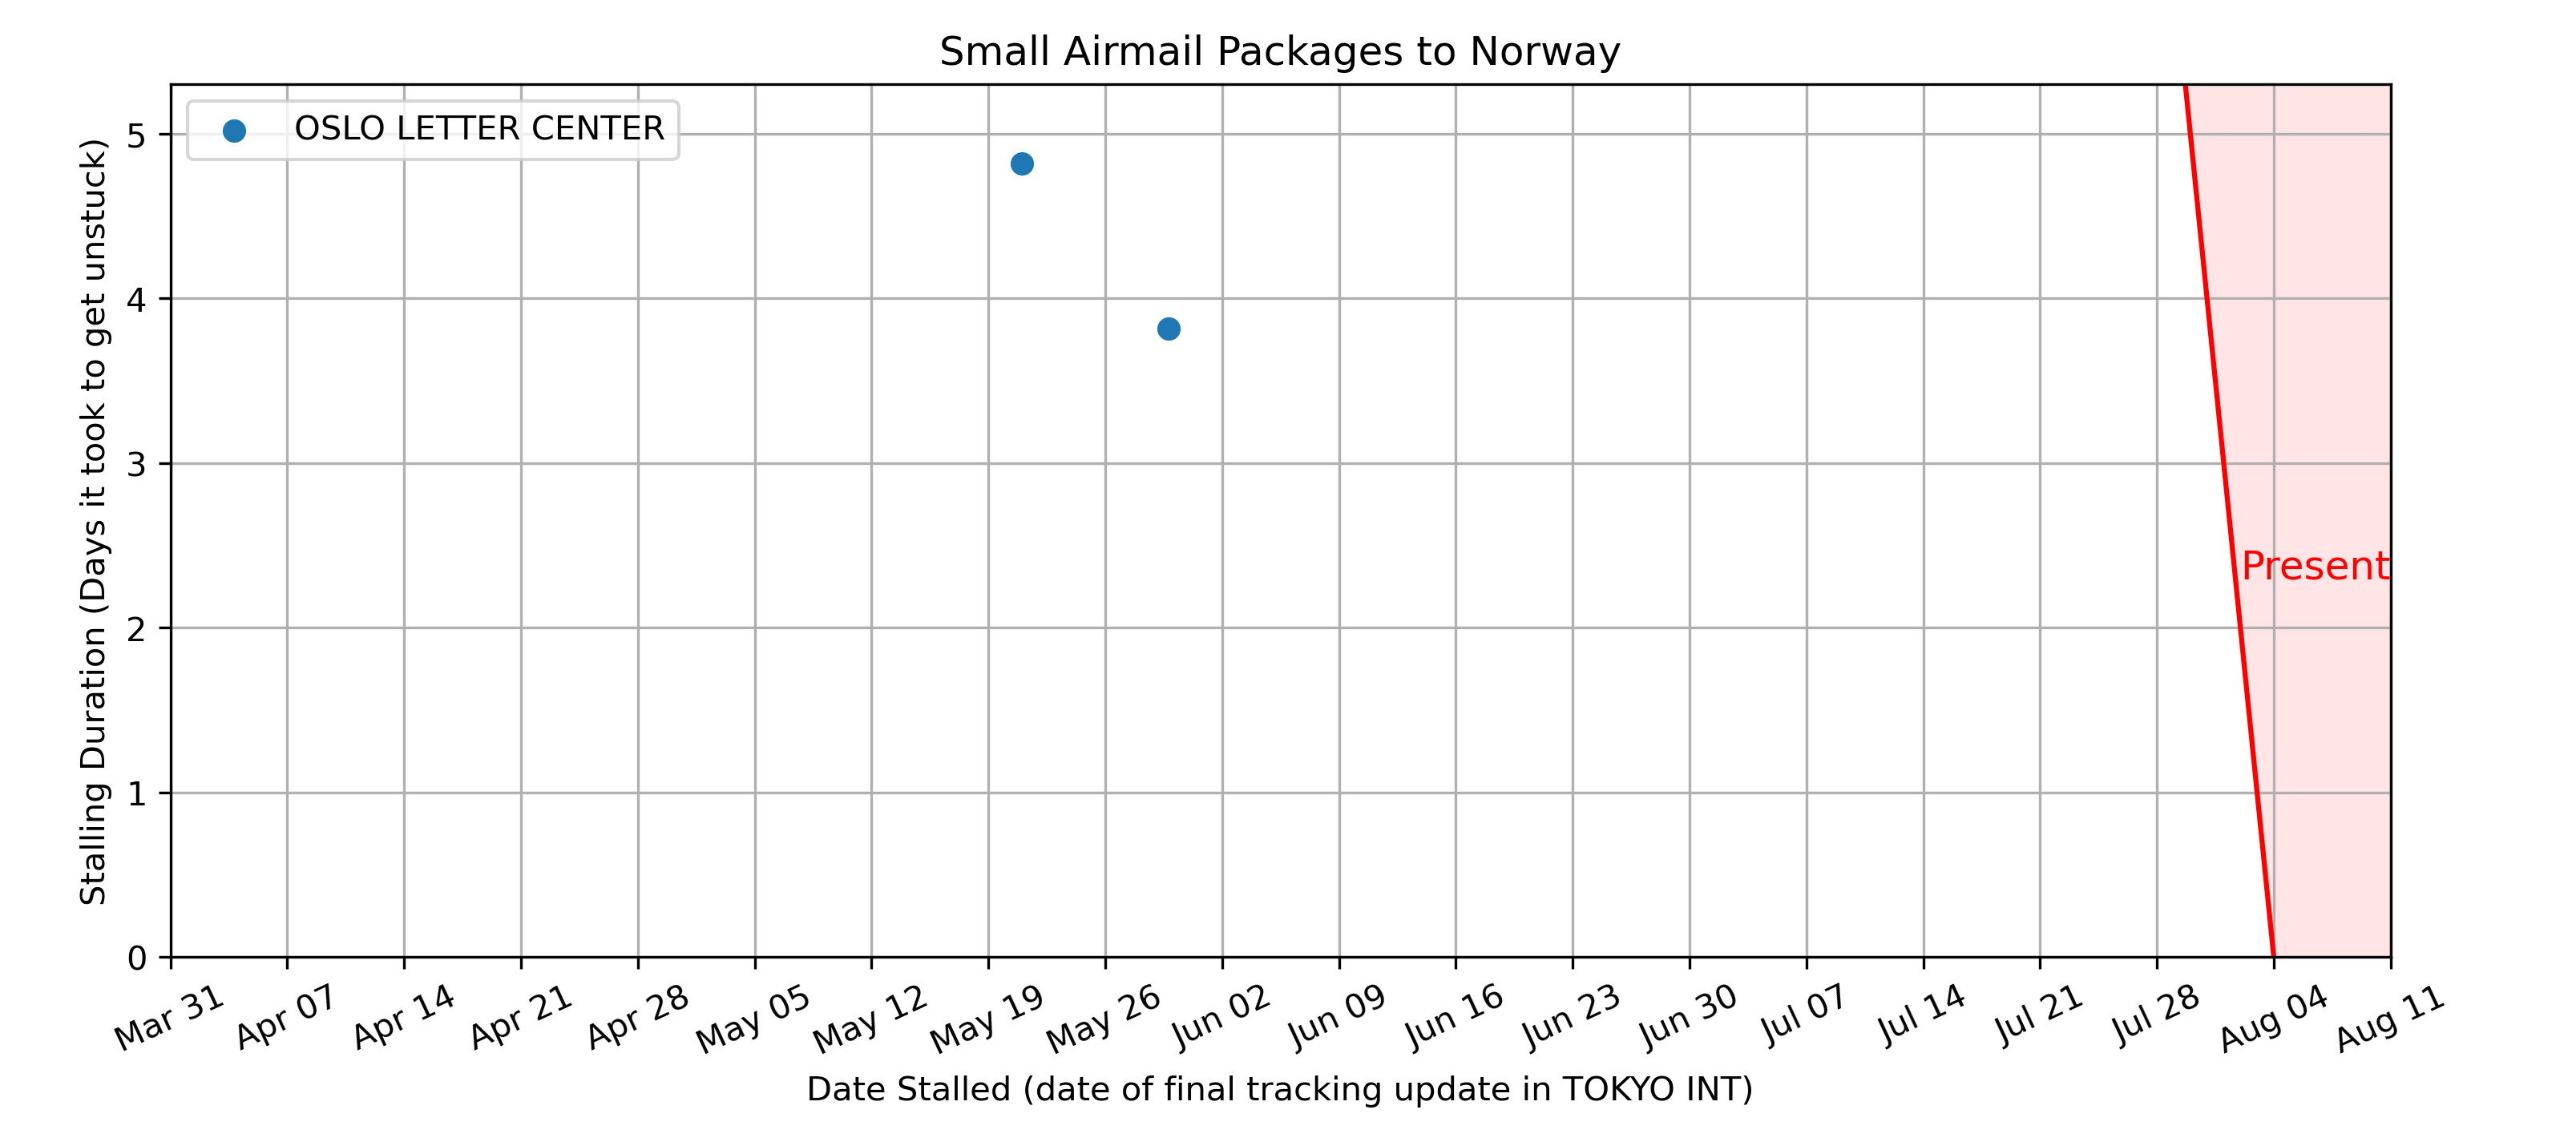 Small Airmail Packages to Norway
OSLO LETTER CENTER
Stalling Duration (Days it took to get unstuck)
5
4
3
2
1
0
Present
Mar 31
Apr 07
Apr 14
Apr 21
Apr 28
May 05
May 12
May 19
May 26
Jun 02
Jun 09
Jun 16
Jun 23
Jun 30
Jul 07
Jul 14
Jul 21
Jul 28
Aug 04
Aug 11
Date Stalled (date of final tracking update in TOKYO INT)